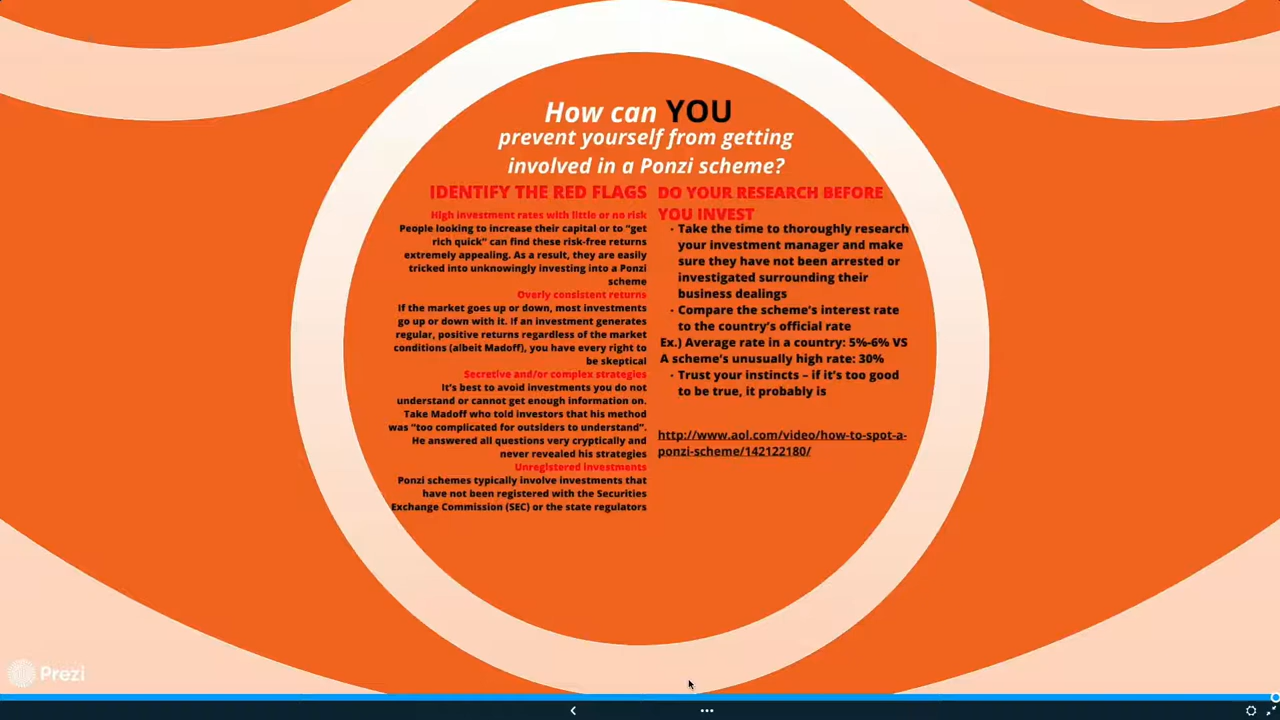 How can YOU
prevent yourself from getting
involved in a Ponzi scheme?
IDENTIFY THE RED FLAGS
High investment rates with little or no risk
People looking to increase their capital or to “get
rich quick” can find these risk-free returns
extremely appealing. As a result, they are easily
tricked into unknowingly investing into a Ponzi
scheme
Overly consistent returns
If the market goes up or down, most investments
go up or down with it. If an investment generates
regular, positive returns regardless of the market
conditions (albeit Madoff), you have every right to
be skeptical
Secretive and/or complex strategies
It’s best to avoid investments you do not
understand or cannot get enough information on.
Take Madoff who told investors that his method
was “too complicated for outsiders to understand”.
He answered all questions very cryptically and
never revealed his strategies
Unregistered investments
Ponzi schemes typically involve investments that
have not been registered with the Securities
Exchange Commission (SEC) or the state regulators
DO YOUR RESEARCH BEFORE
YOU INVEST
· Take the time to thoroughly research
your investment manager and make
sure they have not been arrested or
investigated surrounding their
business dealings
· Compare the scheme’s interest rate
to the country’s official rate
Ex.) Average rate in a country: 5%-6% VS
A scheme’s unusually high rate: 30%
· Trust your instincts – if it’s too good
to be true, it probably is
http://www.aol.com/video/how-to-spot-a-
ponzi-scheme/142122180/
Prezi